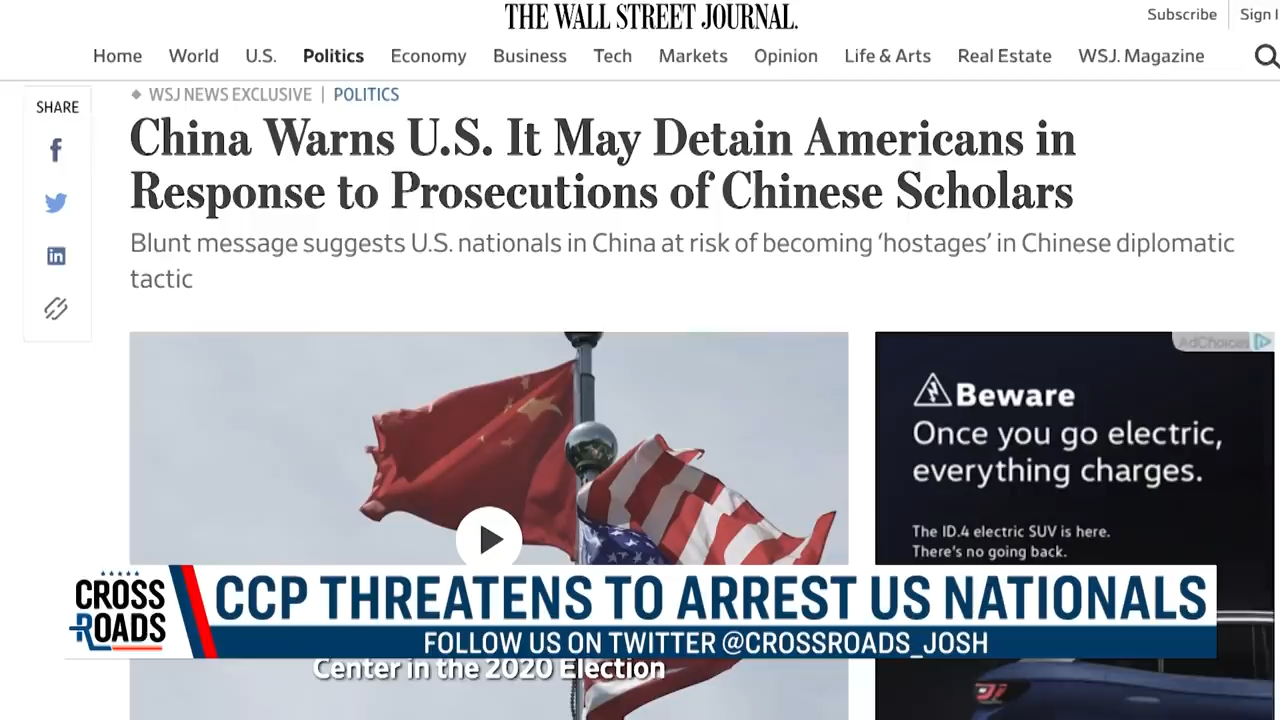 THE WALL STREET JOURNAL.
Subscribe
Sign
Home World U.S. Politics Economy Business Tech Markets Opinion Life & Arts Real Estate WSJ. Magazine
SHARE
WSJ NEWS EXCLUSIVE | POLITICS
China Warns U.S. It May Detain Americans in
Response to Prosecutions of Chinese Scholars
Blunt message suggests U.S. nationals in China at risk of becoming ‘hostages’ in Chinese diplomatic
tactic
AdChoices
Beware
Once you go electric,
everything charges.
The ID.4 electric SUV is here.
There's no going back.
CROSS
ROADS
CCP THREATENS TO ARREST US NATIONALS
FOLLOW US ON TWITTER @CROSSROADS_JOSH
Center in the 2020 Election